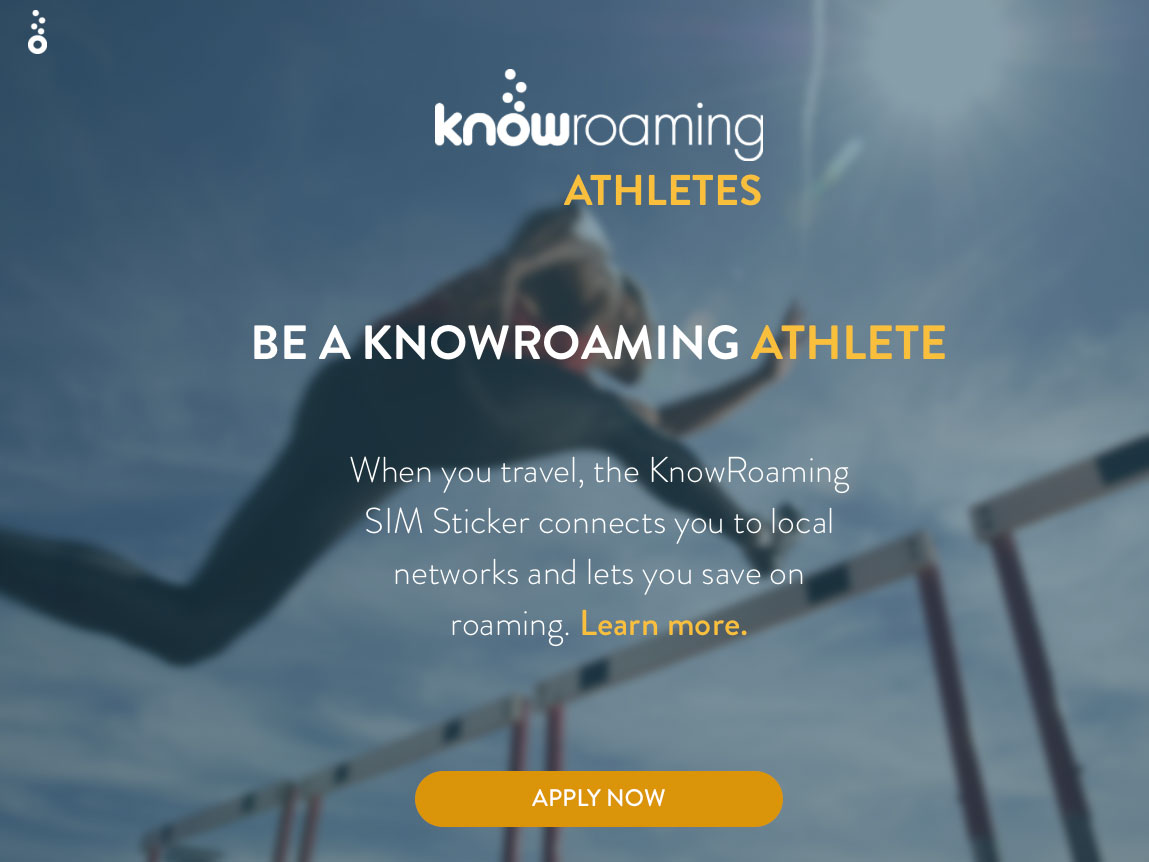 knowroaming
ATHLETES
BE A KNOWROAMING ATHLETE
When you travel, the KnowRoaming
SIM Sticker connects you to local
networks and lets you save on
roaming. Learn more.
APPLY NOW